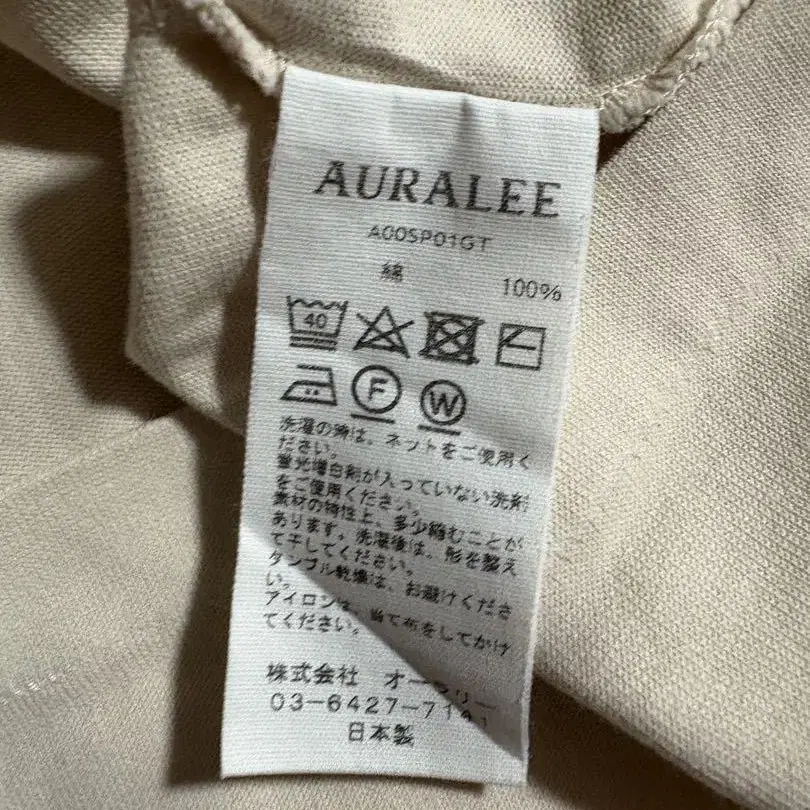 AURALEE
A00SP01GT
綿 100%
40
F W
洗濯の時は、ネットをご使用く
ださい。
蛍光増白剤が入っていない洗剤
をご使用ください。
素材の特性上、多少縮むことが
あります。洗濯後は、形を整え
て干してください。
タンブル乾燥は、お避けくださ
い。
アイロンは、当て布をしてかけ
てください。
株式会社 オーラリー
03-6427-71
日本製